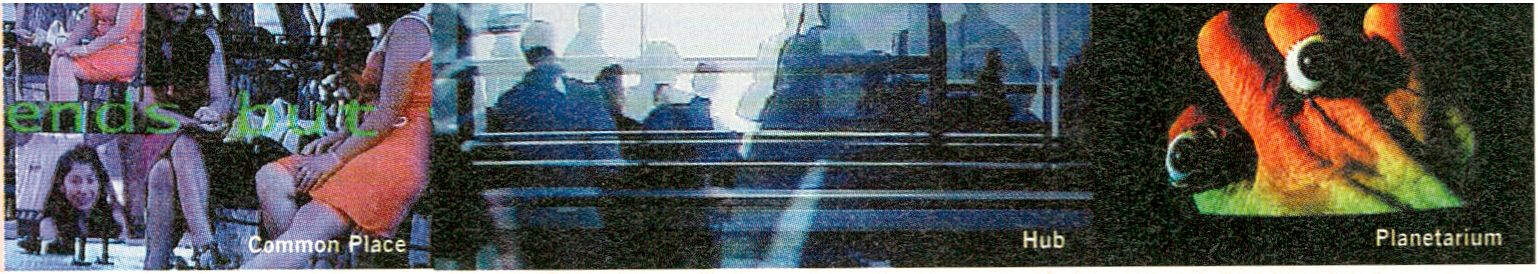 ends but
Common Place
Hub
Planetarium